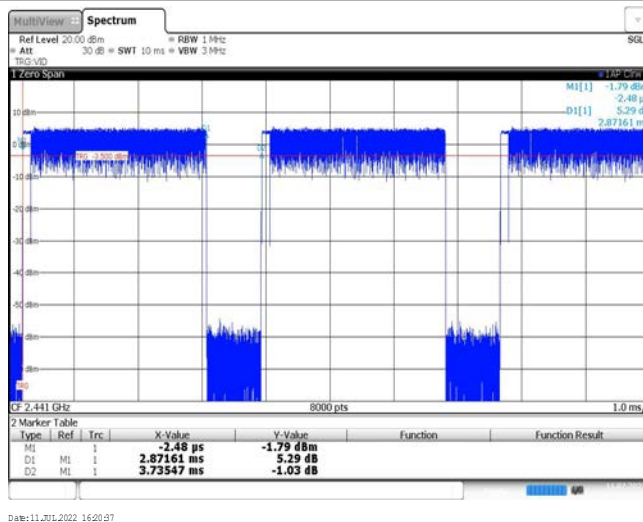 MultiView Spectrum
Ref Level 20.00 dBm RBW 1 MHz SGL
Att 30 dB SWT 10 ms VBW 3 MHz
TRG:VID
1 Zero Span 1AP Clrw
M1[1] -1.79 dBm
-2.48 µ
D1[1] 5.29 d
2.87161 m
10 dBm
0 dBm
D1
D2
TRG -3.500 dBm
-10 dBm
-20 dBm
-30 dBm
-40 dBm
-50 dBm
TRG
CF 2.441 GHz 8000 pts 1.0 ms
2 Marker Table
Type Ref Trc X-Value Y-Value Function Function Result
M1 1 -2.48 µs -1.79 dBm
D1 M1 1 2.87161 ms 5.29 dB
D2 M1 1 3.73547 ms -1.03 dB
Date:11.JUL.2022 16:20:37